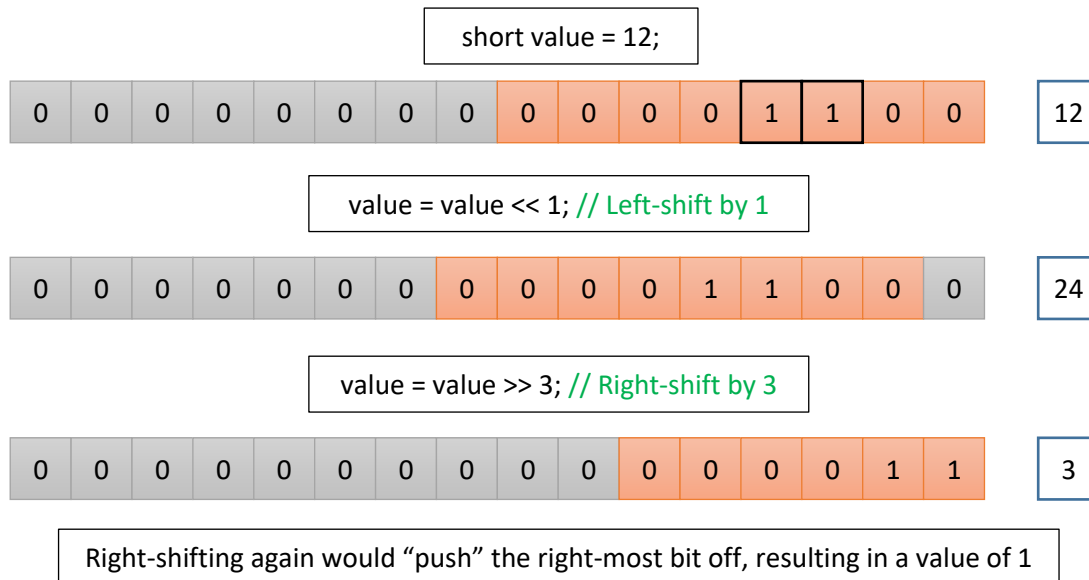 short value = 12;
0 0 0 0 0 0 0 0 0 0 0 0 1 1 0 0 12
value = value << 1; // Left-shift by 1
0 0 0 0 0 0 0 0 0 0 0 1 1 0 0 0 24
value = value >> 3; // Right-shift by 3
0 0 0 0 0 0 0 0 0 0 0 0 0 0 1 1 3
Right-shifting again would “push” the right-most bit off, resulting in a value of 1